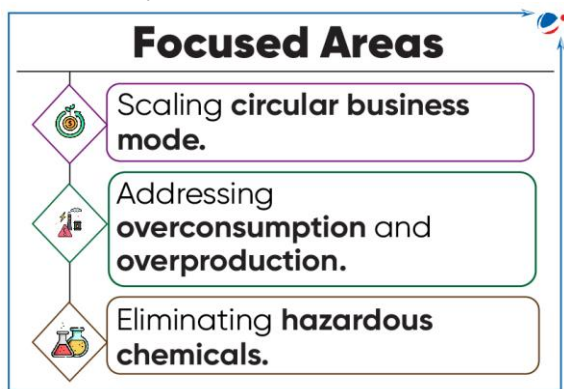 Focused Areas
Scaling circular business
mode.
Addressing
overconsumption and
overproduction.
Eliminating hazardous
chemicals.